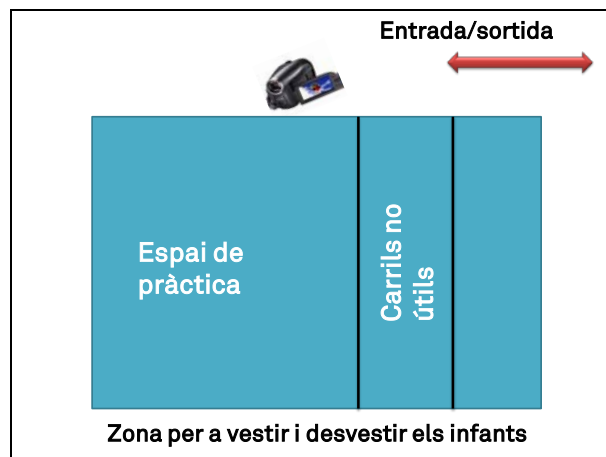 Entrada/sortida
Espai de
pràctica
Carrils no
útils
Zona per a vestir i desvestir els infants